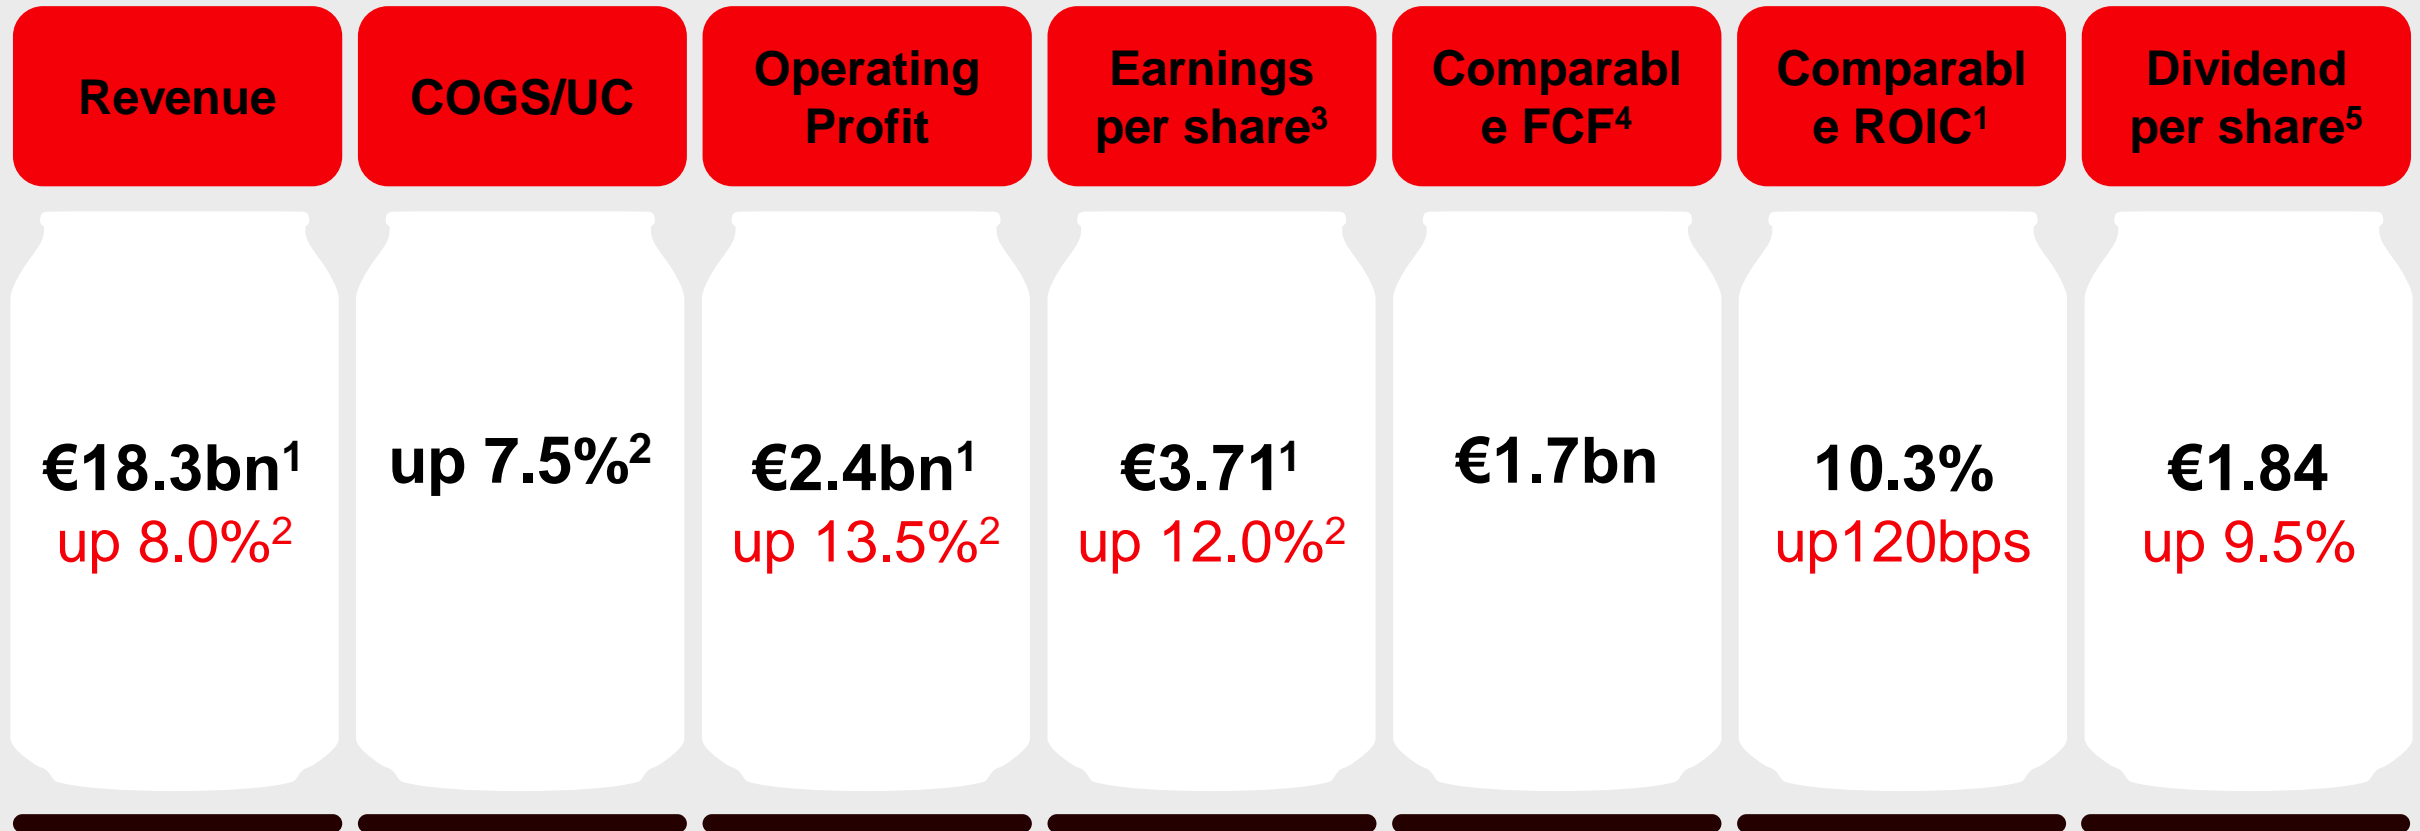 Revenue
COGS/UC
Operating
Profit
Earnings
per share³
Comparabl
e FCF⁴
Comparabl
e ROIC¹
Dividend
per share⁵
€18.3bn¹
up 8.0%²
up 7.5%²
€2.4bn¹
up 13.5%²
€3.71¹
up 12.0%²
€1.7bn
10.3%
up120bps
€1.84
up 9.5%